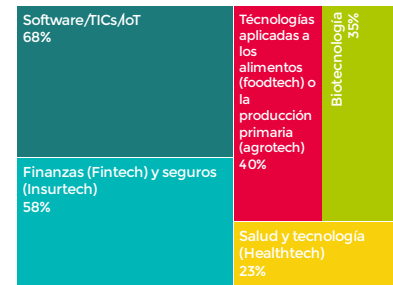 Software/TICs/IoT
68%
Finanzas (Fintech) y seguros
(Insurtech)
58%
Técnologías
aplicadas a
los
alimentos
(foodtech) o
la
producción
primaria
(agrotech)
40%
Biotecnología
35%
Salud y tecnología
(Healthtech)
23%